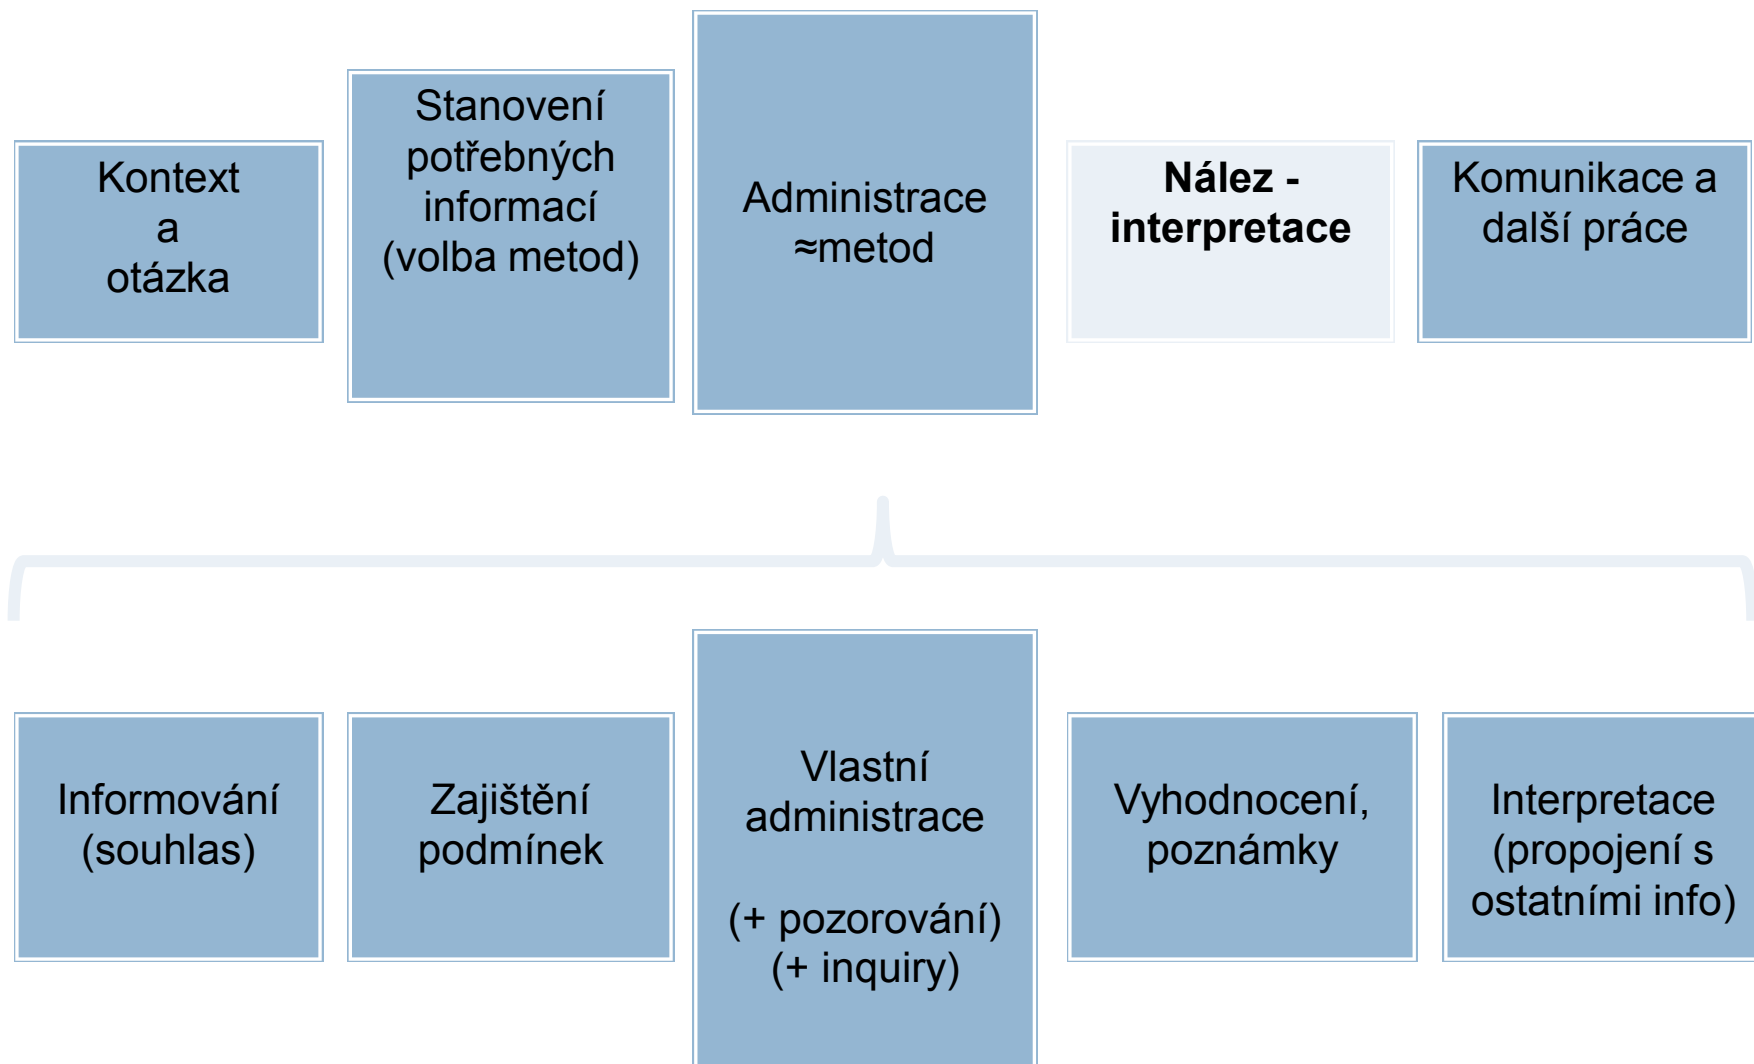 Kontext
a
otázka
Stanovení
potřebných
informací
(volba metod)
Administrace
≈metod
Nález -
interpretace
Komunikace a
další práce
Informování
(souhlas)
Zajištění
podmínek
Vlastní
administrace
(+ pozorování)
(+ inquiry)
Vyhodnocení,
poznámky
Interpretace
(propojení s
ostatními info)